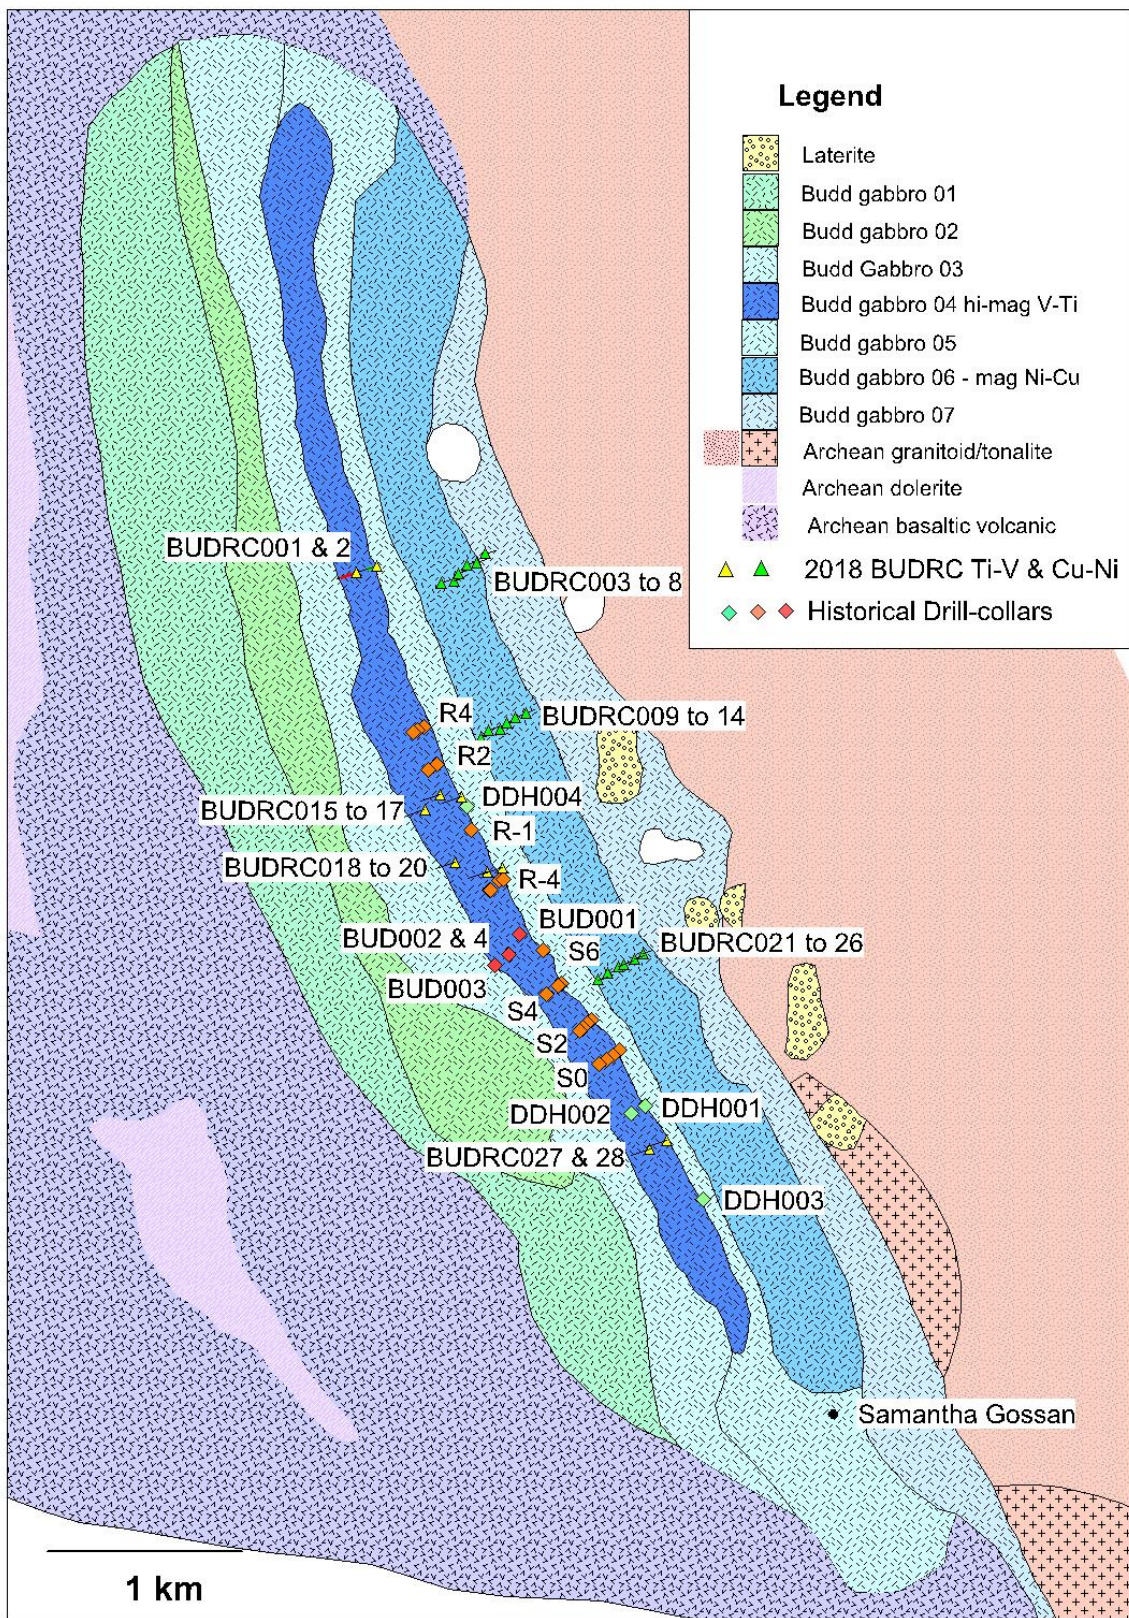 Legend
Laterite
Budd gabbro 01
Budd gabbro 02
Budd Gabbro 03
Budd gabbro 04 hi-mag V-Ti
Budd gabbro 05
Budd gabbro 06 - mag Ni-Cu
Budd gabbro 07
Archean granitoid/tonalite
Archean dolerite
Archean basaltic volcanic
2018 BUDRC Ti-V & Cu-Ni
Historical Drill-collars
BUDRC001 & 2
BUDRC003 to 8
R4
BUDRC009 to 14
R2
DDH004
BUDRC015 to 17
R-1
BUDRC018 to 20
R-4
BUD001
BUD002 & 4
S6
BUDRC021 to 26
BUD003
S4
S2
S0
DDH002
DDH001
BUDRC027 & 28
DDH003
Samantha Gossan
1 km